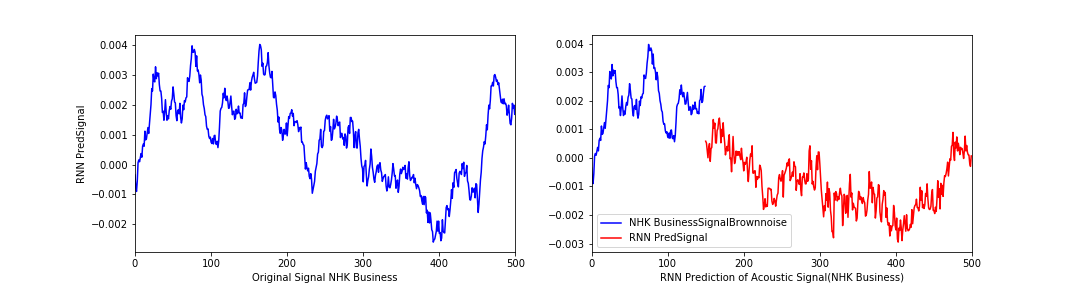 0.004
0.003
0.002
0.001
0.000
−0.001
−0.002
RNN PredSignal
0 100 200 300 400 500
Original Signal NHK Business
0.004
0.003
0.002
0.001
0.000
−0.001
−0.002
−0.003
NHK BusinessSignalBrownnoise
RNN PredSignal
0 100 200 300 400 500
RNN Prediction of Acoustic Signal(NHK Business)